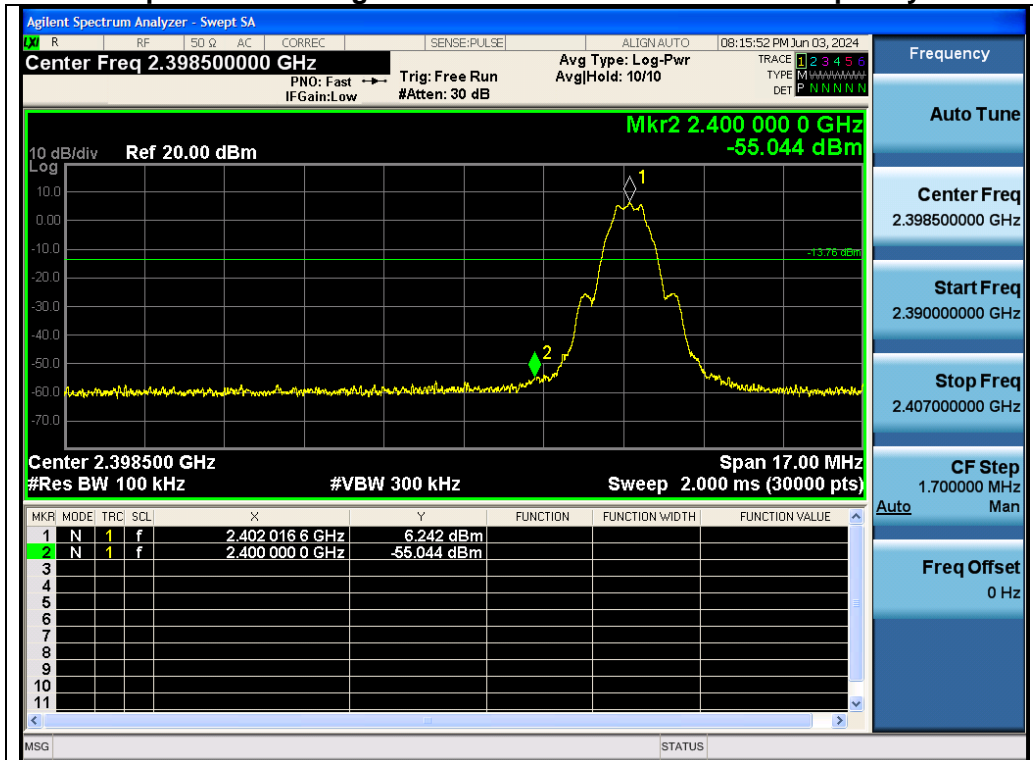 Agilent Spectrum Analyzer - Swept SA
LXI R RF 50 Ω AC CORREC SENSE:PULSE ALIGN AUTO 08:15:52 PM Jun 03, 2024
Center Freq 2.398500000 GHz
PNO: Fast
IFGain:Low
Trig: Free Run
#Atten: 30 dB
Avg Type: Log-Pwr
Avg|Hold: 10/10
TRACE 1 2 3 4 5 6
TYPE M WWWWW
DET P N N N N N
Mkr2 2.400 000 0 GHz
-55.044 dBm
10 dB/div Ref 20.00 dBm
Log
10.0
0.00
-10.0
-20.0
-30.0
-40.0
-50.0
-60.0
-70.0
1
-13.76 dBm
2
Center 2.398500 GHz Span 17.00 MHz
#Res BW 100 kHz #VBW 300 kHz Sweep 2.000 ms (30000 pts)
MKR MODE TRC SCL X Y FUNCTION FUNCTION WIDTH FUNCTION VALUE
1 N 1 f 2.402 016 6 GHz 6.242 dBm
2 N 1 f 2.400 000 0 GHz -55.044 dBm
3
4
5
6
7
8
9
10
11
MSG STATUS
Frequency
Auto Tune
Center Freq
2.398500000 GHz
Start Freq
2.390000000 GHz
Stop Freq
2.407000000 GHz
CF Step
1.700000 MHz
Auto Man
Freq Offset
0 Hz